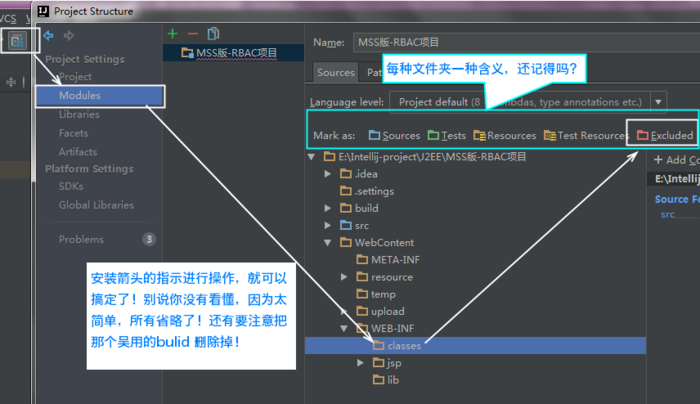 Project Structure
VCS
Project Settings
Project
Modules
Libraries
Facets
Artifacts
Platform Settings
SDKs
Global Libraries
Problems
3
MSS版-RBAC项目
Name:
MSS版-RBAC项目
每种文件夹一种含义，还记得吗？
Sources
Language level:
Project default (8
mbdas, type annotations etc.)
Mark as:
Sources
Tests
Resources
Test Resources
Excluded
E:\Intellij-project\J2EE\MSS版-RBAC项目
.idea
.settings
build
src
WebContent
META-INF
resource
temp
upload
WEB-INF
classes
jsp
lib
Add Co
E:\Intell
Source Fo
src
安装箭头的指示进行操作，就可以
搞定了！别说你没有看懂，因为太
简单，所有省略了！还有要注意把
那个吴用的bulid 删除掉！